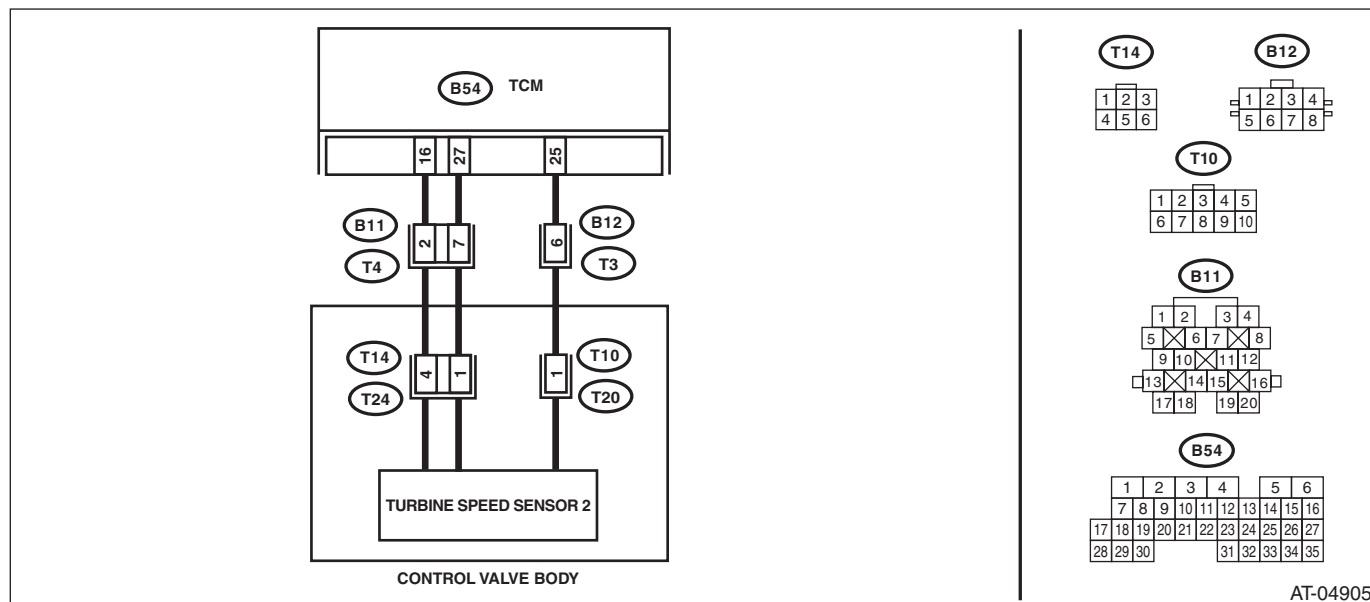 B54 TCM
16 27 25
B11 2 7 6 B12
T4 T3
T14 4 1 1 T10
T24 T20
TURBINE SPEED SENSOR 2
CONTROL VALVE BODY
T14
1 2 3
4 5 6
B12
1 2 3 4
5 6 7 8
T10
1 2 3 4 5
6 7 8 9 10
B11
1 2 3 4
5 6 7 8
9 10 11 12
13 14 15 16
17 18 19 20
B54
1 2 3 4 5 6
7 8 9 10 11 12 13 14 15 16
17 18 19 20 21 22 23 24 25 26 27
28 29 30 31 32 33 34 35
AT-04905